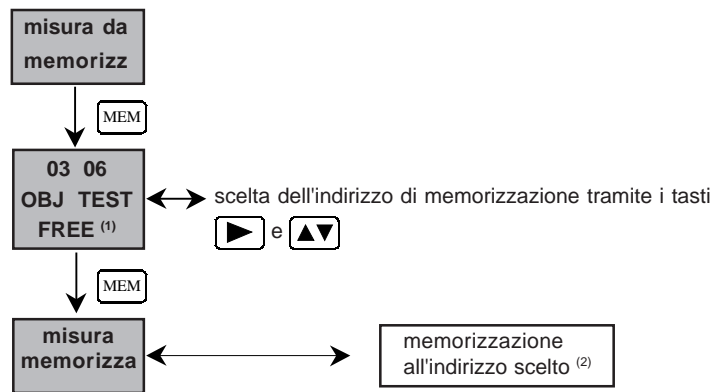 misura da
memorizz
MEM
03 06
OBJ TEST
FREE (1)
scelta dell'indirizzo di memorizzazione tramite i tasti
e
MEM
misura
memorizza
memorizzazione
all'indirizzo scelto (2)